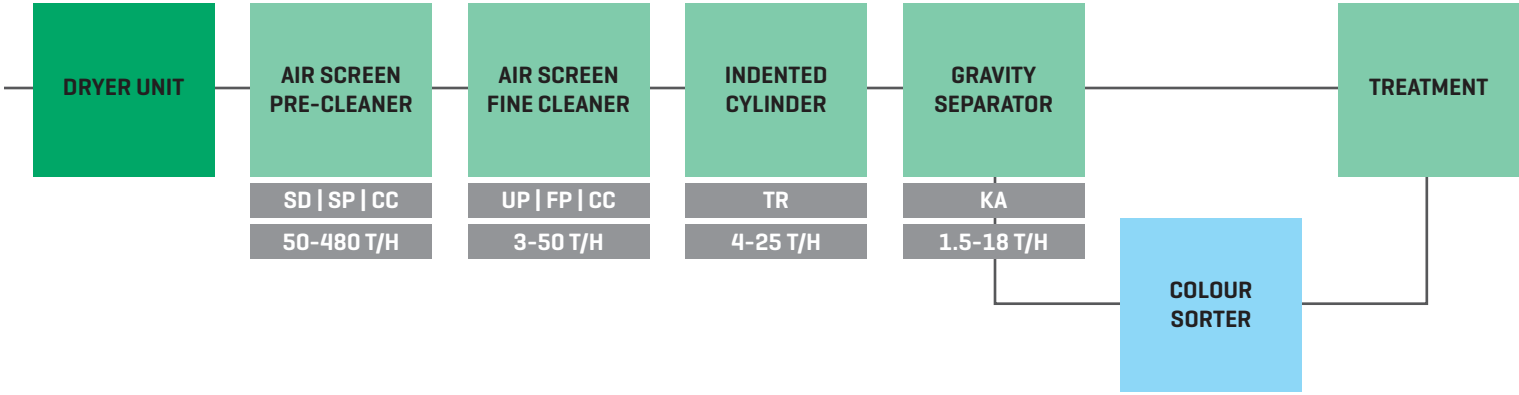 DRYER UNIT
AIR SCREEN
PRE-CLEANER
SD | SP | CC
50-480 T/H
AIR SCREEN
FINE CLEANER
UP | FP | CC
3-50 T/H
INDENTED
CYLINDER
TR
4-25 T/H
GRAVITY
SEPARATOR
KA
1.5-18 T/H
COLOUR
SORTER
TREATMENT